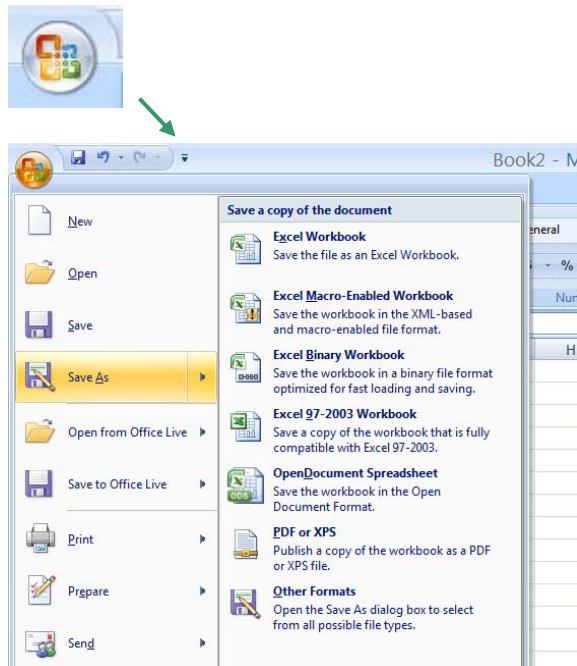 Book2 - M
New
Open
Save
Save As
Open from Office Live
Save to Office Live
Print
Prepare
Send
Save a copy of the document
Excel Workbook
Save the file as an Excel Workbook.
Excel Macro-Enabled Workbook
Save the workbook in the XML-based
and macro-enabled file format.
Excel Binary Workbook
Save the workbook in a binary file format
optimized for fast loading and saving.
Excel 97-2003 Workbook
Save a copy of the workbook that is fully
compatible with Excel 97-2003.
OpenDocument Spreadsheet
Save the workbook in the Open
Document Format.
PDF or XPS
Publish a copy of the workbook as a PDF
or XPS file.
Other Formats
Open the Save As dialog box to select
from all possible file types.
eneral
%
Num
H
ODS